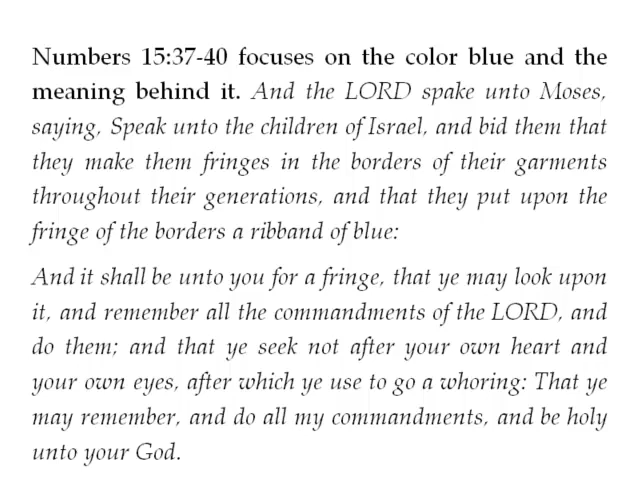 Numbers 15:37-40 focuses on the color blue and the
meaning behind it. And the LORD spake unto Moses,
saying, Speak unto the children of Israel, and bid them that
they make them fringes in the borders of their garments
throughout their generations, and that they put upon the
fringe of the borders a ribband of blue:
And it shall be unto you for a fringe, that ye may look upon
it, and remember all the commandments of the LORD, and
do them; and that ye seek not after your own heart and
your own eyes, after which ye use to go a whoring: That ye
may remember, and do all my commandments, and be holy
unto your God.